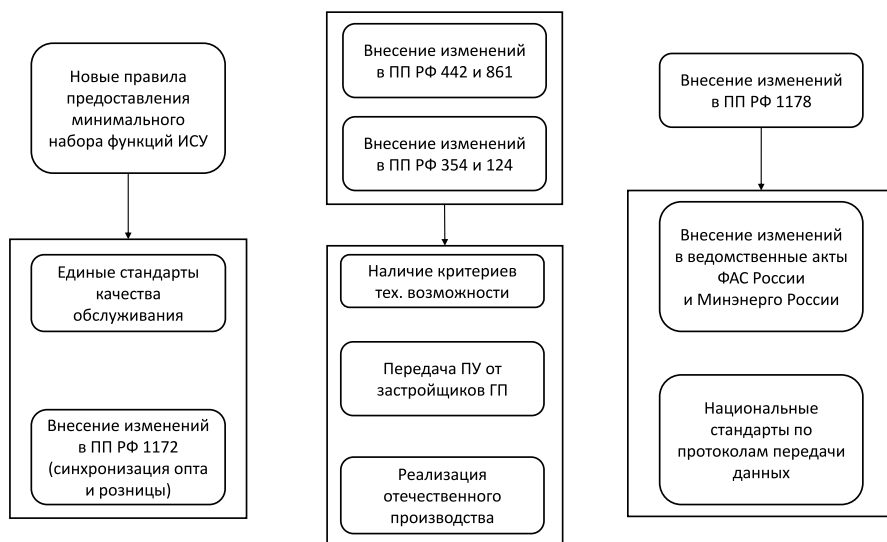 Новые правила
предоставления
минимального
набора функций ИСУ
Единые стандарты
качества
обслуживания
Внесение изменений
в ПП РФ 1172
(синхронизация опта
и розницы)
Внесение изменений
в ПП РФ 442 и 861
Внесение изменений
в ПП РФ 354 и 124
Наличие критериев
тех. возможности
Передача ПУ от
застройщиков ГП
Реализация
отечественного
производства
Внесение изменений
в ПП РФ 1178
Внесение изменений
в ведомственные акты
ФАС России
и Минэнерго России
Национальные
стандарты по
протоколам передачи
данных